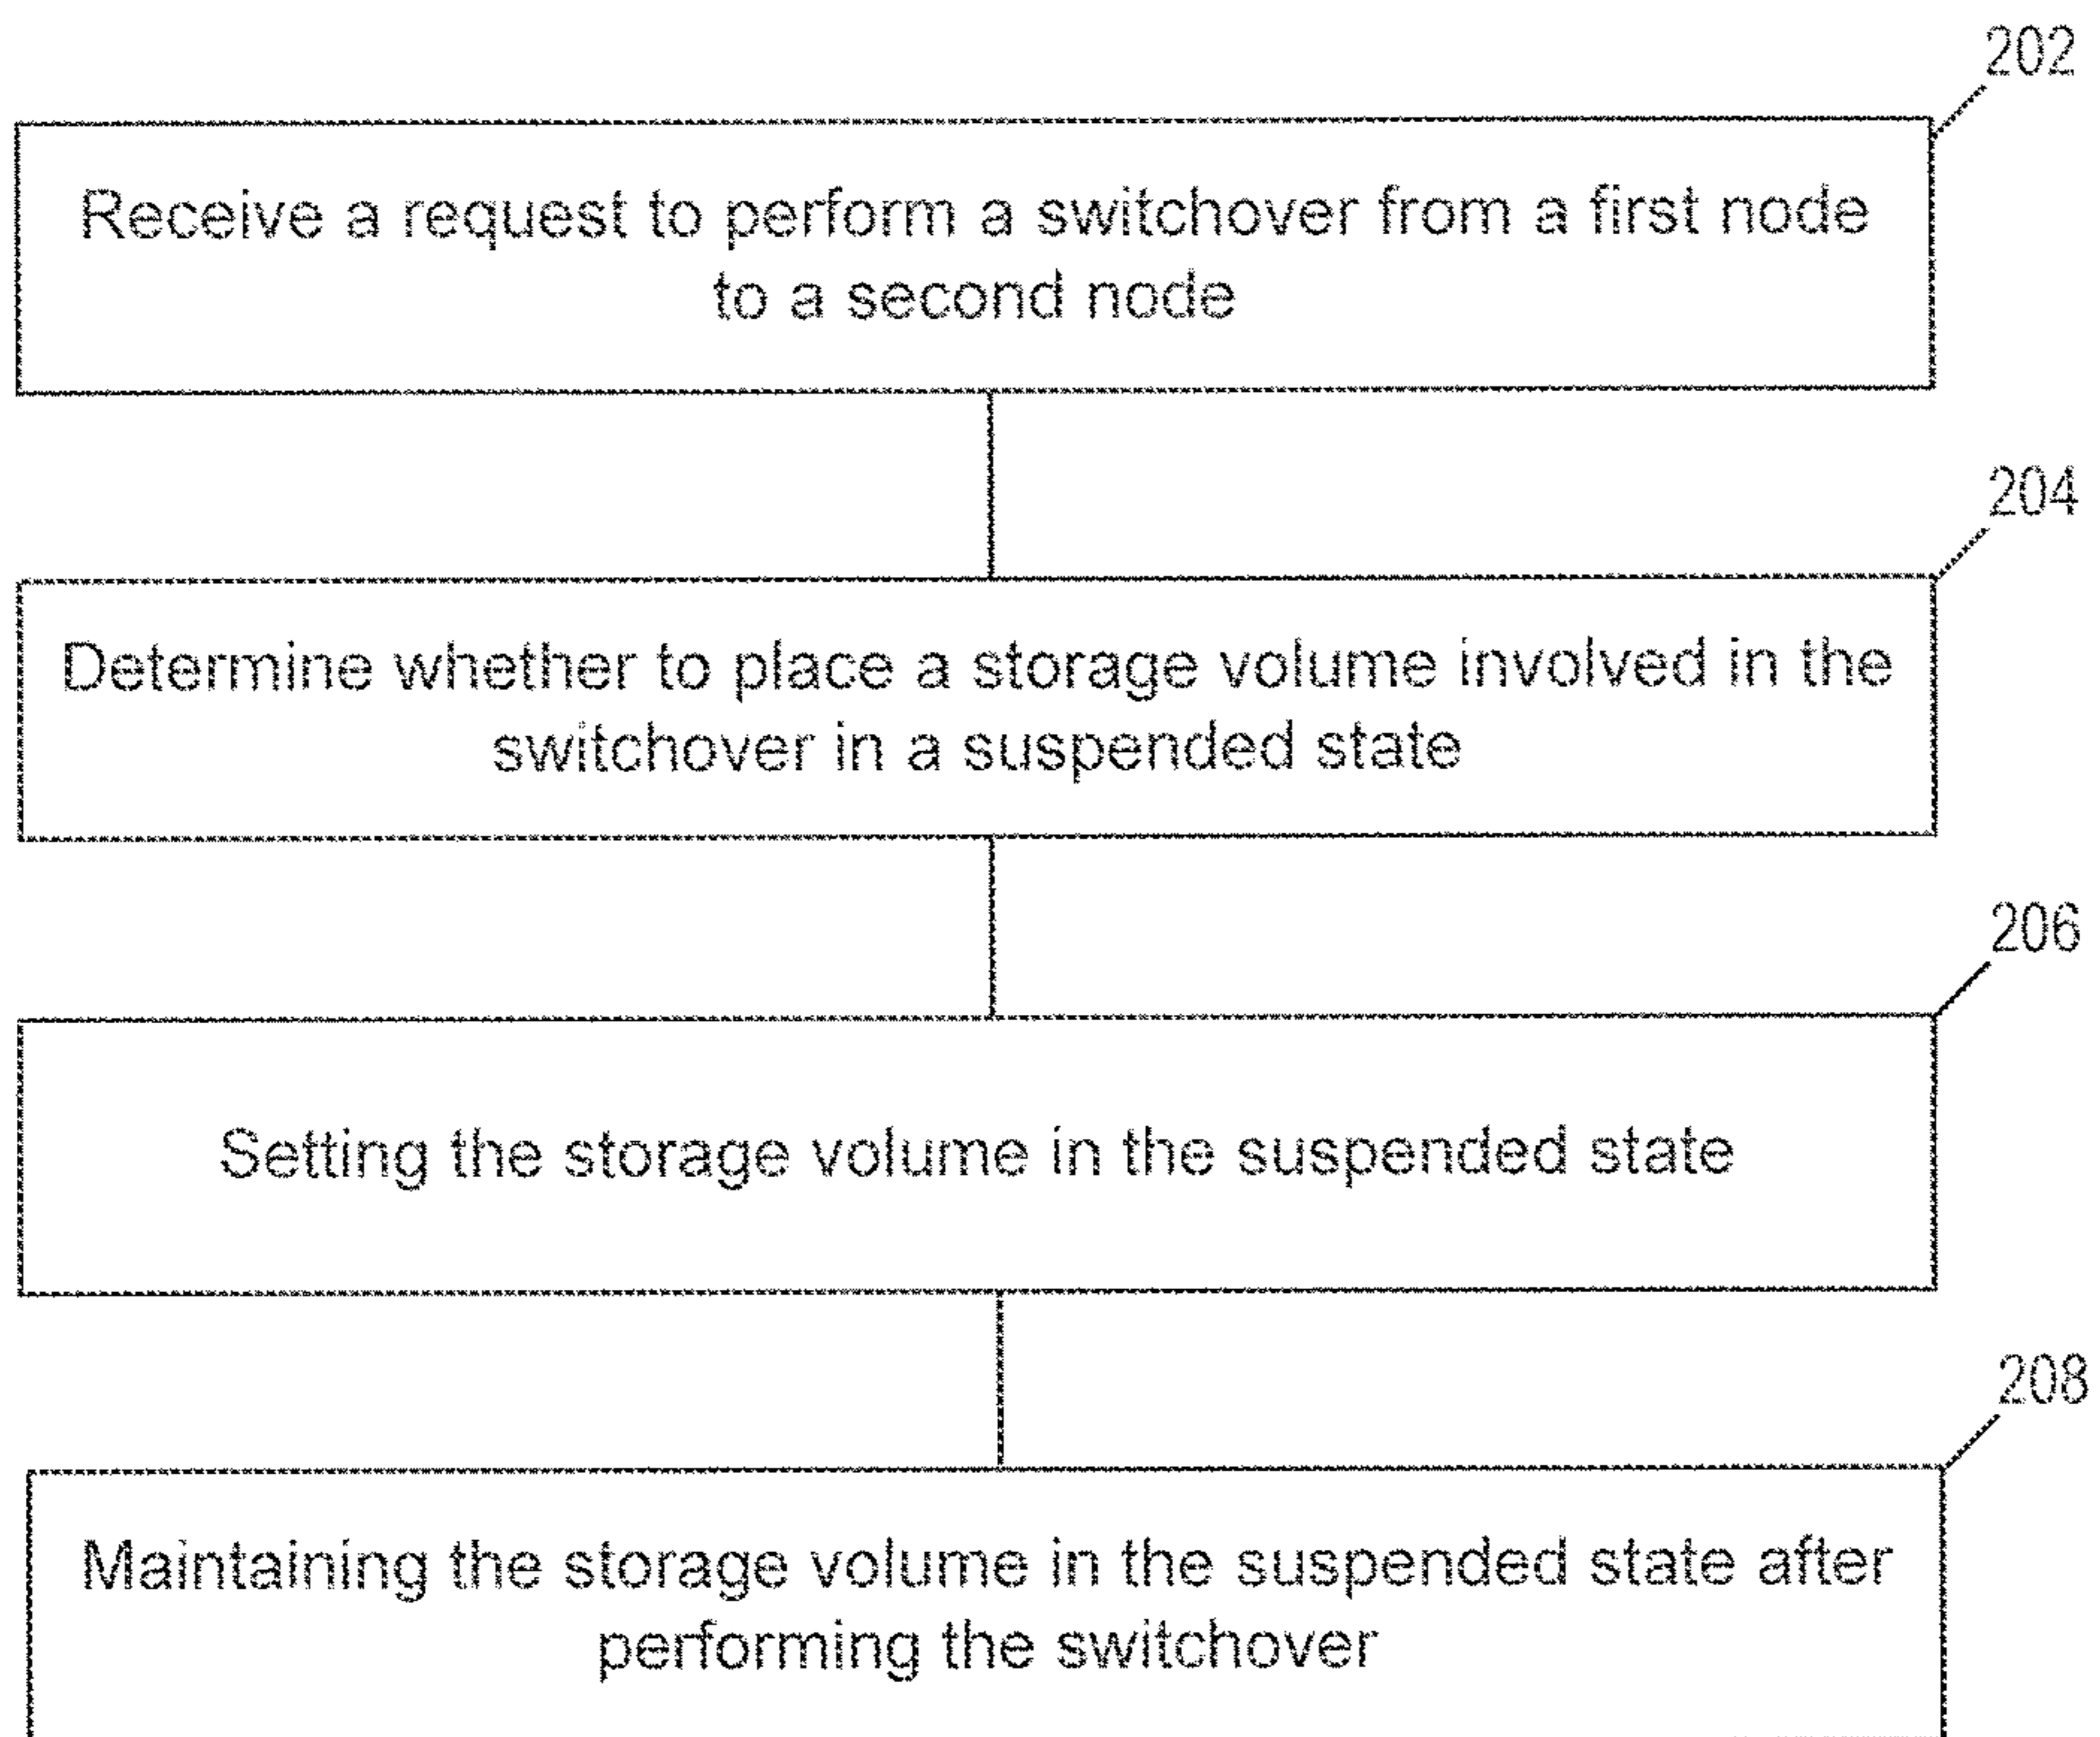 202
Receive a request to perform a switchover from a first node
to a second node
204
Determine whether to place a storage volume involved in the
switchover in a suspended state
206
Setting the storage volume in the suspended state
208
Maintaining the storage volume in the suspended state after
performing the switchover